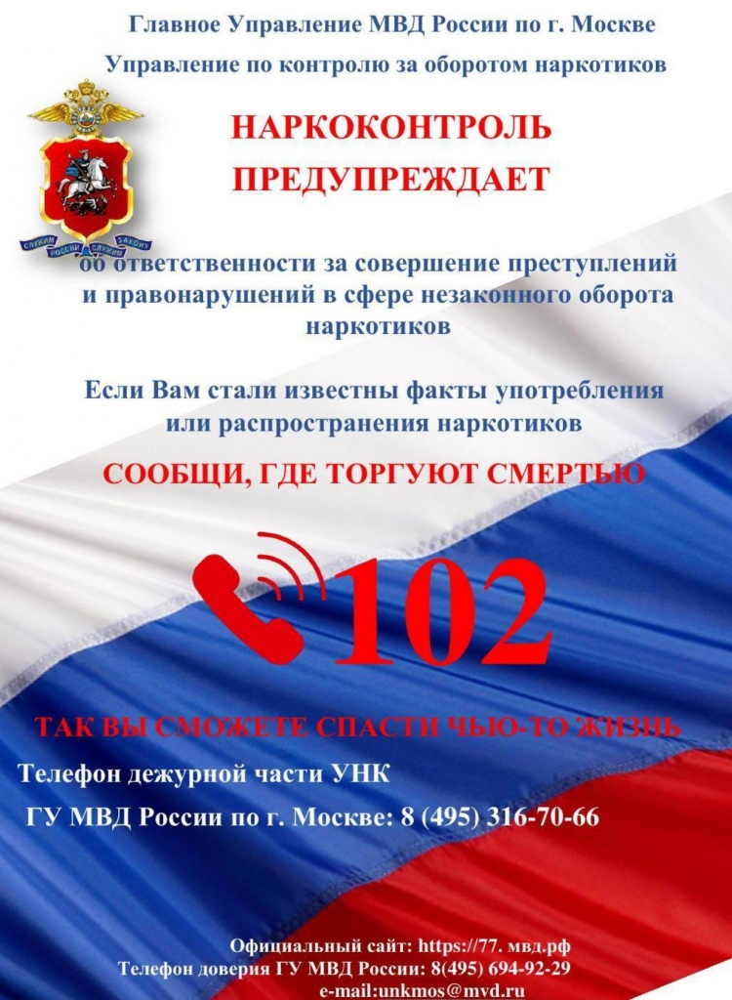 Главное Управление МВД России по г. Москве
Управление по контролю за оборотом наркотиков
НАРКОКОНТРОЛЬ
ПРЕДУПРЕЖДАЕТ
СЛУЖИМ РОССИИ СЛУЖИМ ЗАКОНУ
об ответственности за совершение преступлений
и правонарушений в сфере незаконного оборота
наркотиков
Если Вам стали известны факты употребления
или распространения наркотиков
СООБЩИ, ГДЕ ТОРГУЮТ СМЕРТЬЮ
102
ТАК ВЫ СМОЖЕТЕ СПАСТИ ЧЬЮ-ТО ЖИЗНЬ
Телефон дежурной части УНК
ГУ МВД России по г. Москве: 8 (495) 316-70-66
Официальный сайт: https://77. мвд.рф
Телефон доверия ГУ МВД России: 8(495) 694-92-29
e-mail:unkmos@mvd.ru